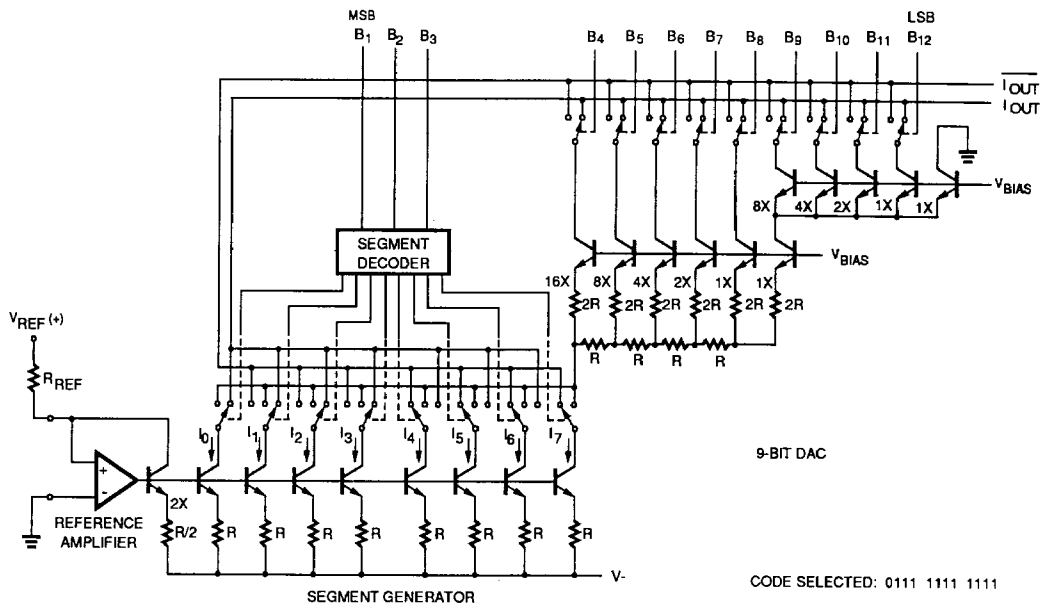 MSB
B1 B2 B3 B4 B5 B6 B7 B8 B9 B10 B11 B12
LSB
IOUT
IOUT
VBIAS
8X 4X 2X 1X 1X
SEGMENT
DECODER
VBIAS
16X 8X 4X 2X 1X 1X
2R 2R 2R 2R 2R 2R
R R R R
VREF (+)
RREF
I0 I1 I2 I3 I4 I5 I6 I7
9-BIT DAC
+
-
2X
REFERENCE
AMPLIFIER
R/2 R R R R R R R R
V-
SEGMENT GENERATOR
CODE SELECTED: 0111 1111 1111